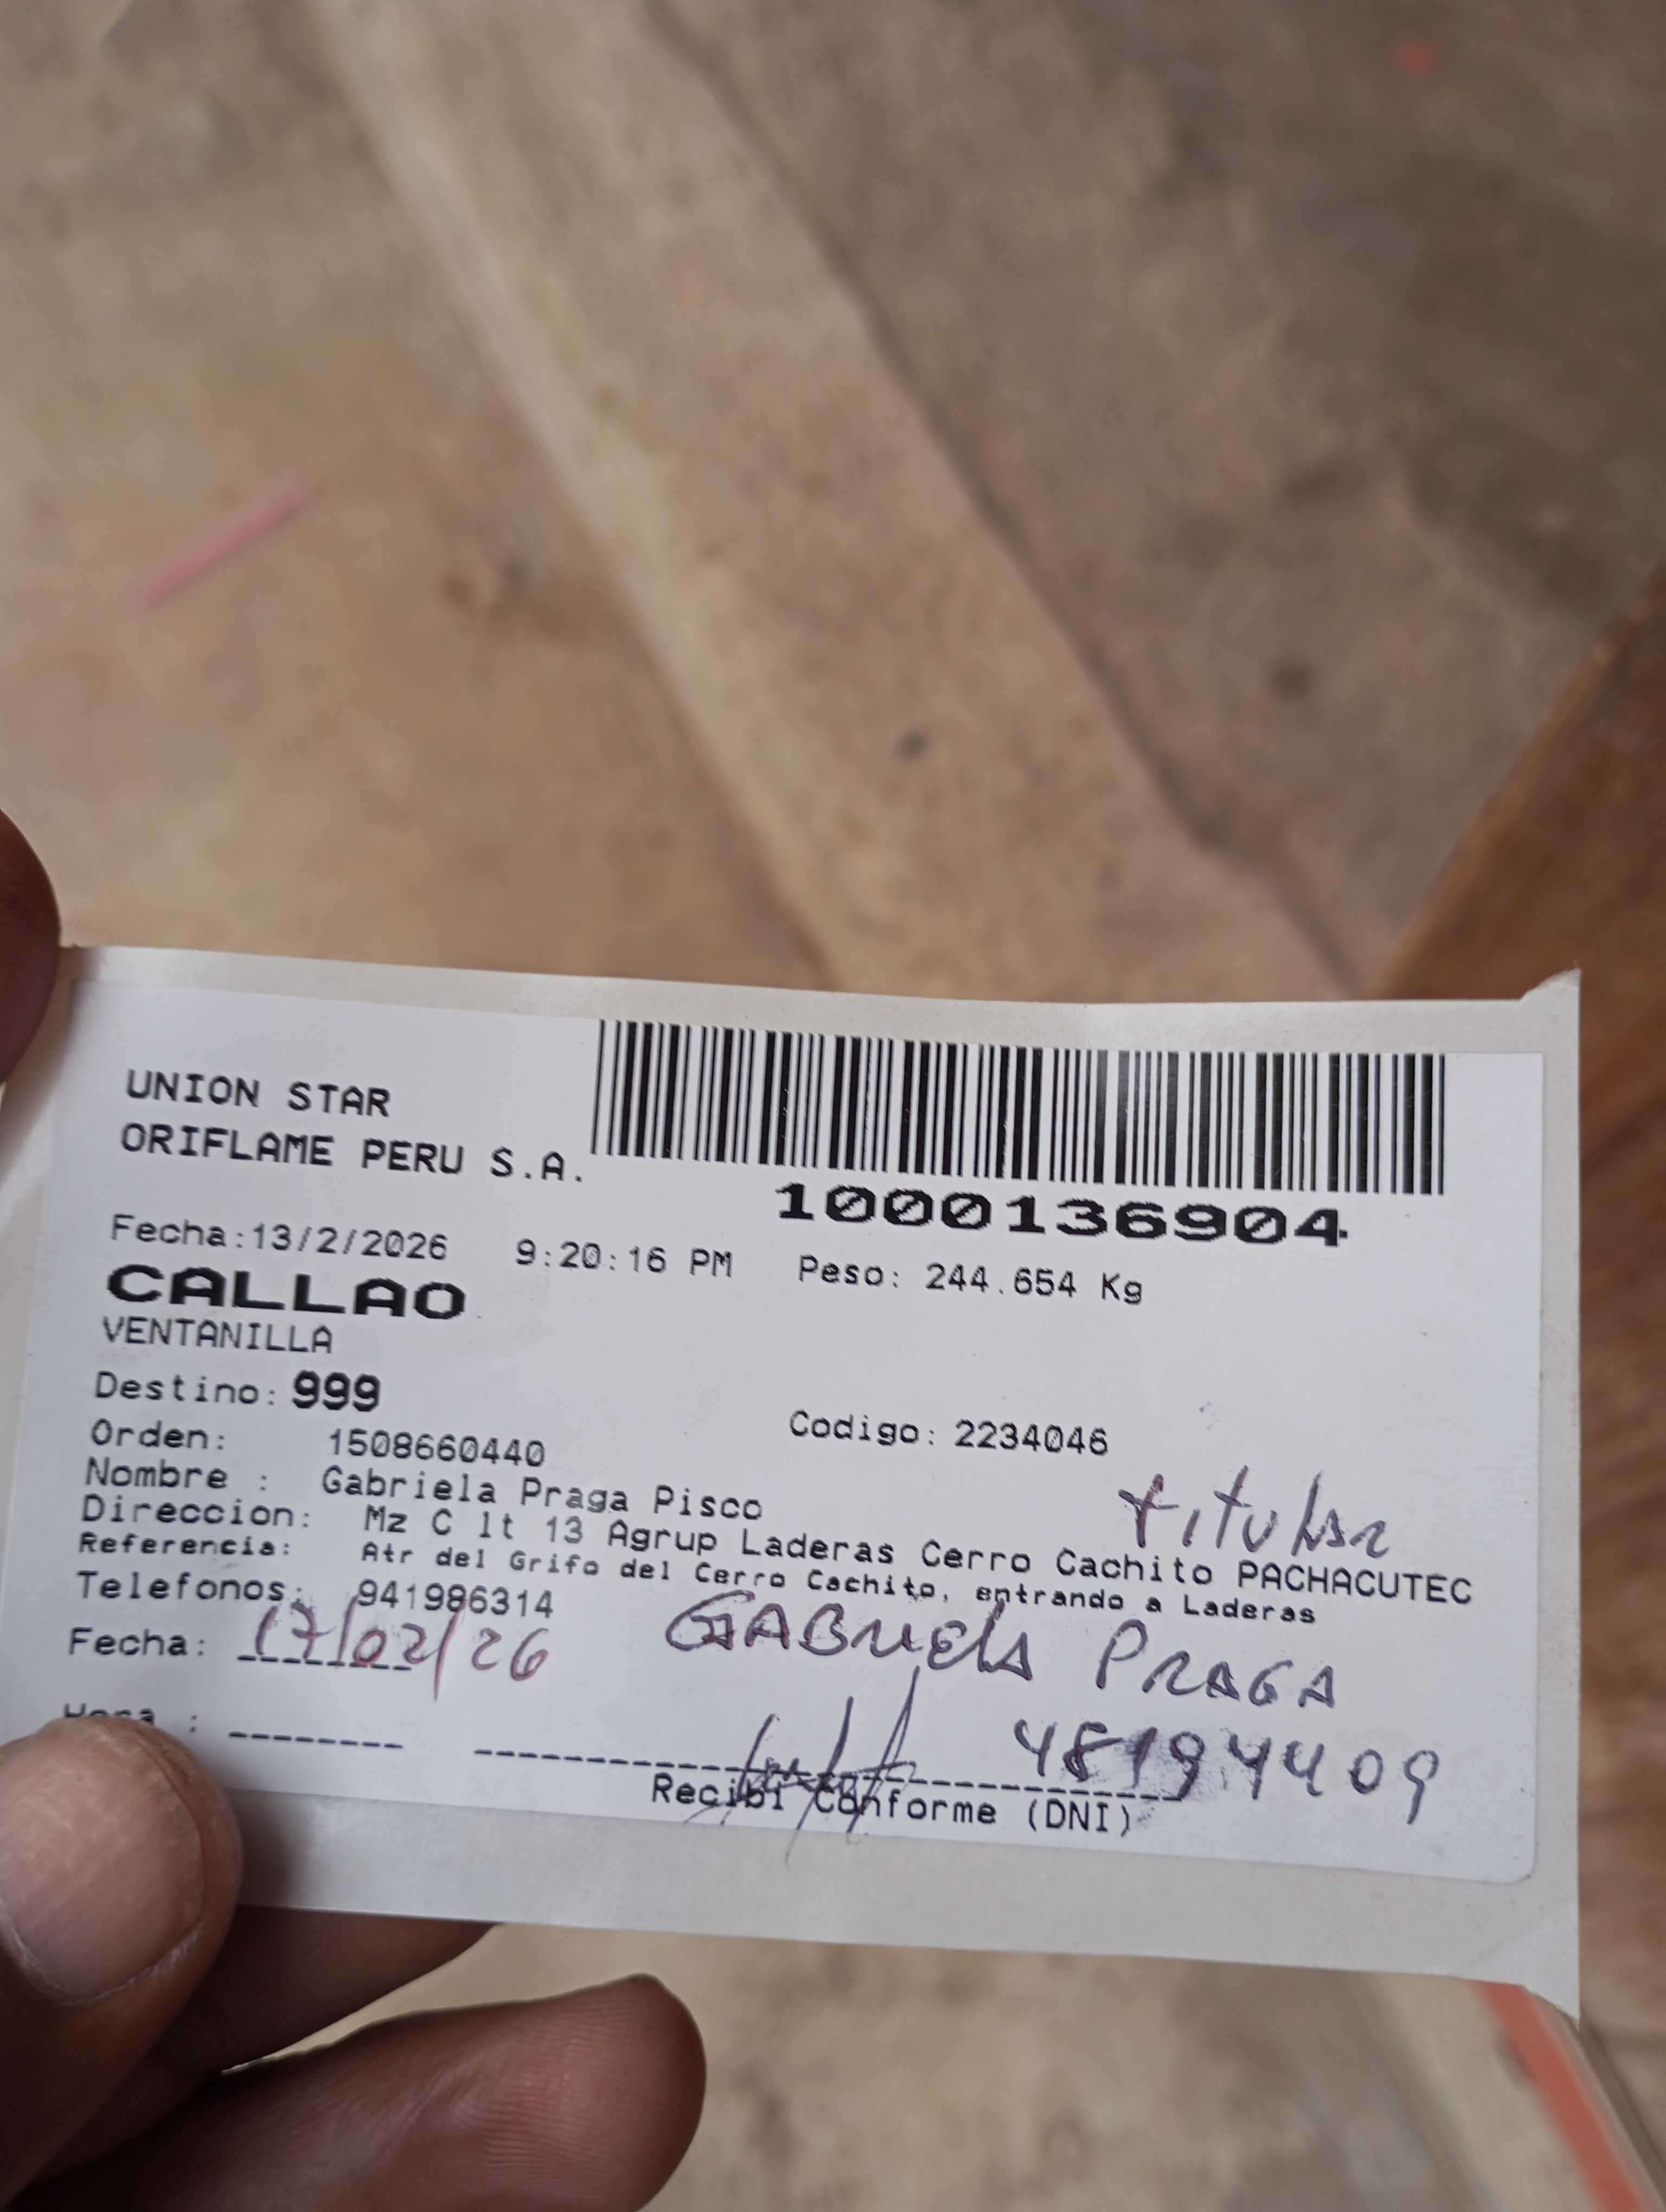 UNION STAR
ORIFLAME PERU S.A.
1000136904
Fecha:13/2/2026 9:20:16 PM Peso: 244.654 Kg
CALLAO
VENTANILLA
Destino: 999
Codigo: 2234046
Orden: 1508660440
Nombre : Gabriela Praga Pisco
titular
Direccion: Mz C lt 13 Agrup Laderas Cerro Cachito PACHACUTEC
Referencia: Atr del Grifo del Cerro Cachito, entrando a Laderas
Telefonos: 941986314
Fecha: 17/02/26
GABriela PRAGA
Hora :
48194409
Recibi Conforme (DNI)